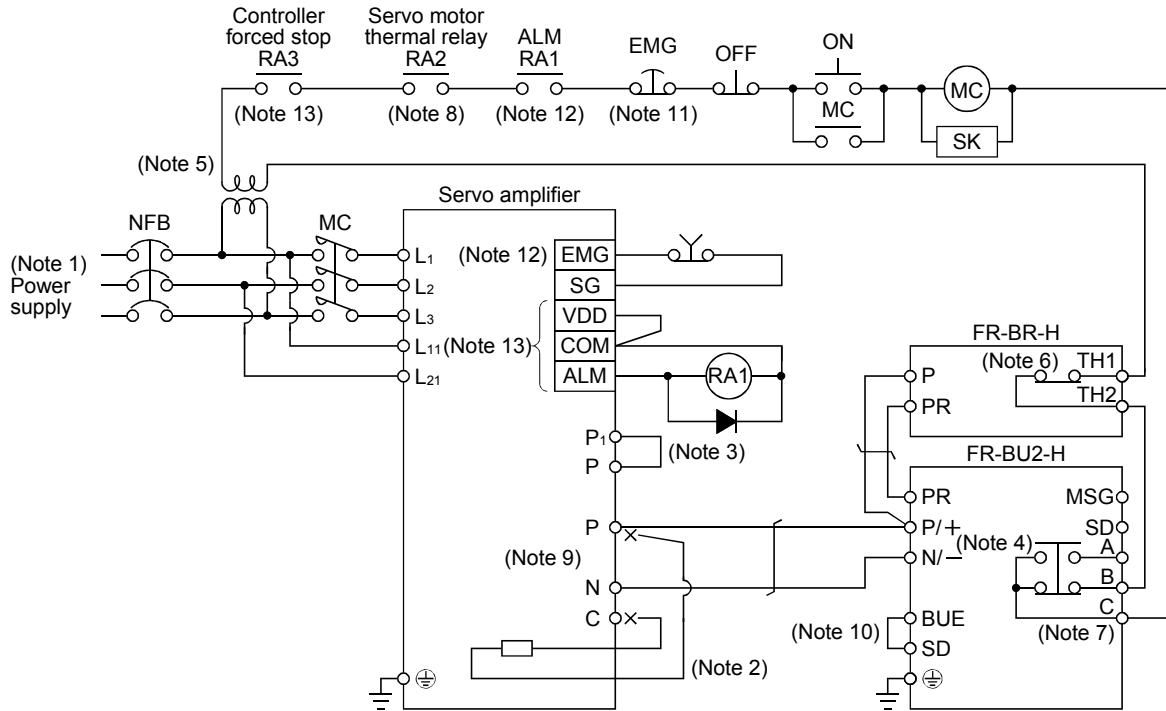 Controller
forced stop
RA3
(Note 13)
Servo motor
thermal relay
RA2
(Note 8)
ALM
RA1
(Note 12)
EMG
(Note 11)
OFF
ON
MC
MC
SK
(Note 5)
NFB
MC
(Note 1)
Power
supply
Servo amplifier
L1
L2
L3
L11
L21
(Note 12)
EMG
SG
VDD
COM
ALM
(Note 13)
RA1
(Note 3)
P1
P
P
(Note 9)
N
C
(Note 2)
FR-BR-H
(Note 6)
P
PR
TH1
TH2
FR-BU2-H
PR
P/+
N/−
MSG
SD
(Note 4)
A
B
C
(Note 7)
(Note 10)
BUE
SD